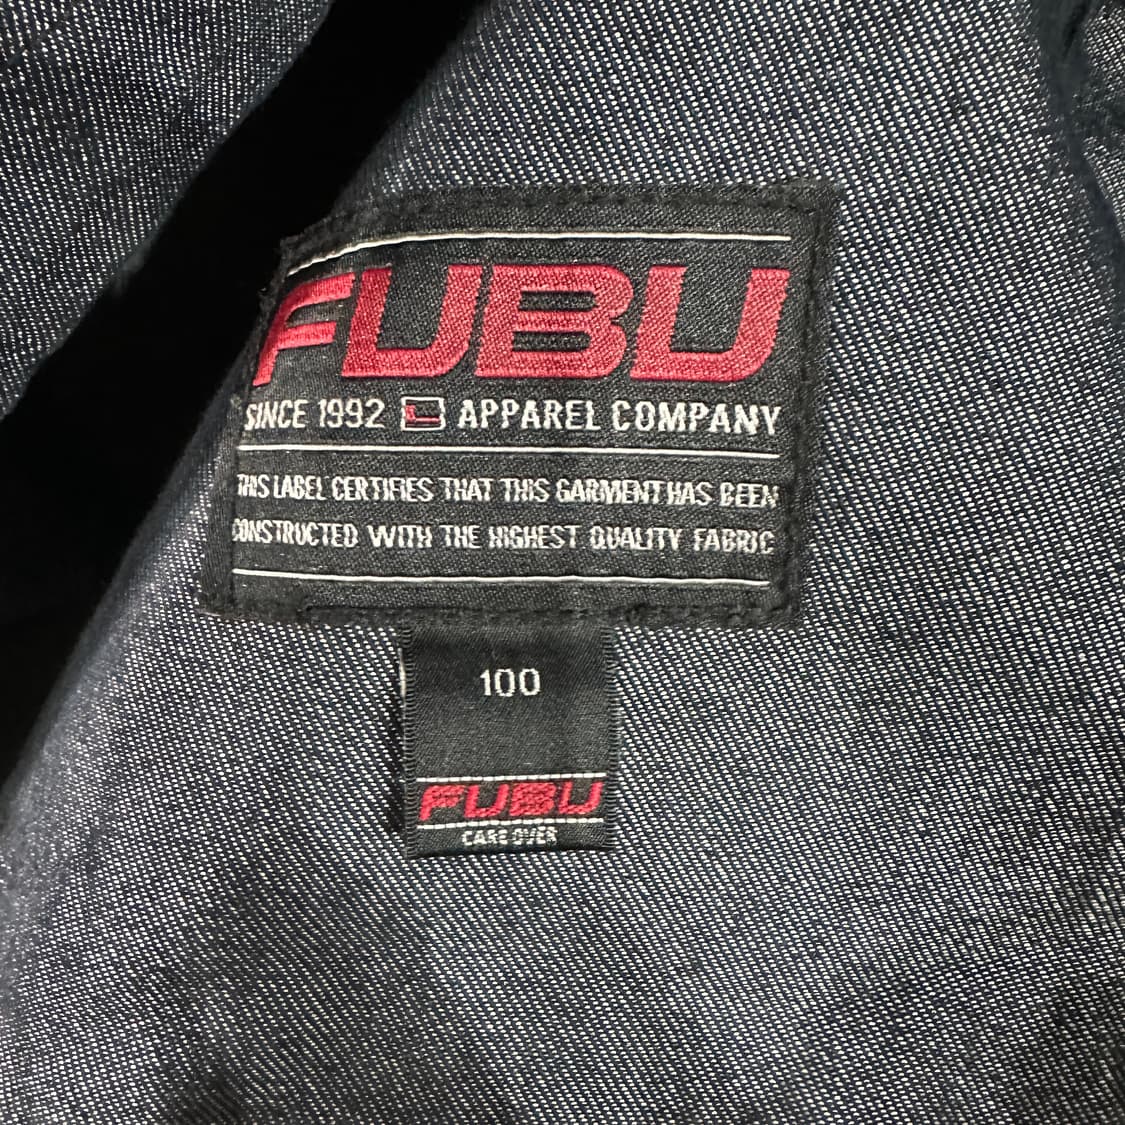 FUBU
SINCE 1992 APPAREL COMPANY
THIS LABEL CERTIFIES THAT THIS GARMENT HAS BEEN
CONSTRUCTED WITH THE HIGHEST QUALITY FABRIC
100
FUBU
CARE OVER